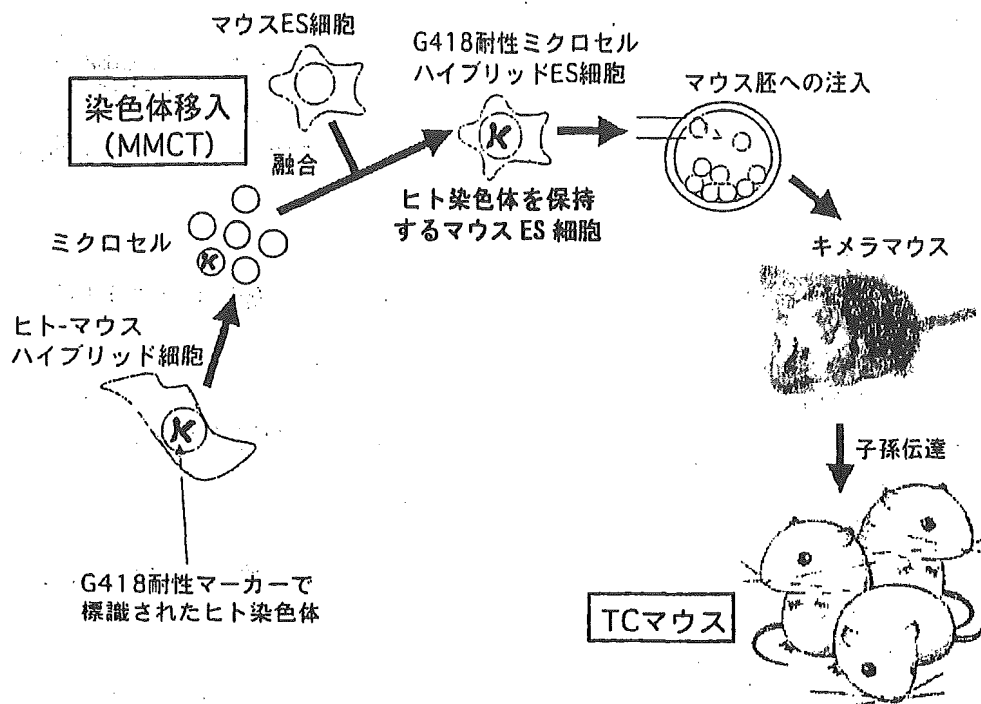 マウスES細胞
染色体移入
(MMCT)
融合
G418耐性ミクロセル
ハイブリッドES細胞
マウス胚への注入
ヒト染色体を保持
するマウス ES 細胞
ミクロセル
キメラマウス
ヒト-マウス
ハイブリッド細胞
子孫伝達
G418耐性マーカーで
標識されたヒト染色体
TCマウス